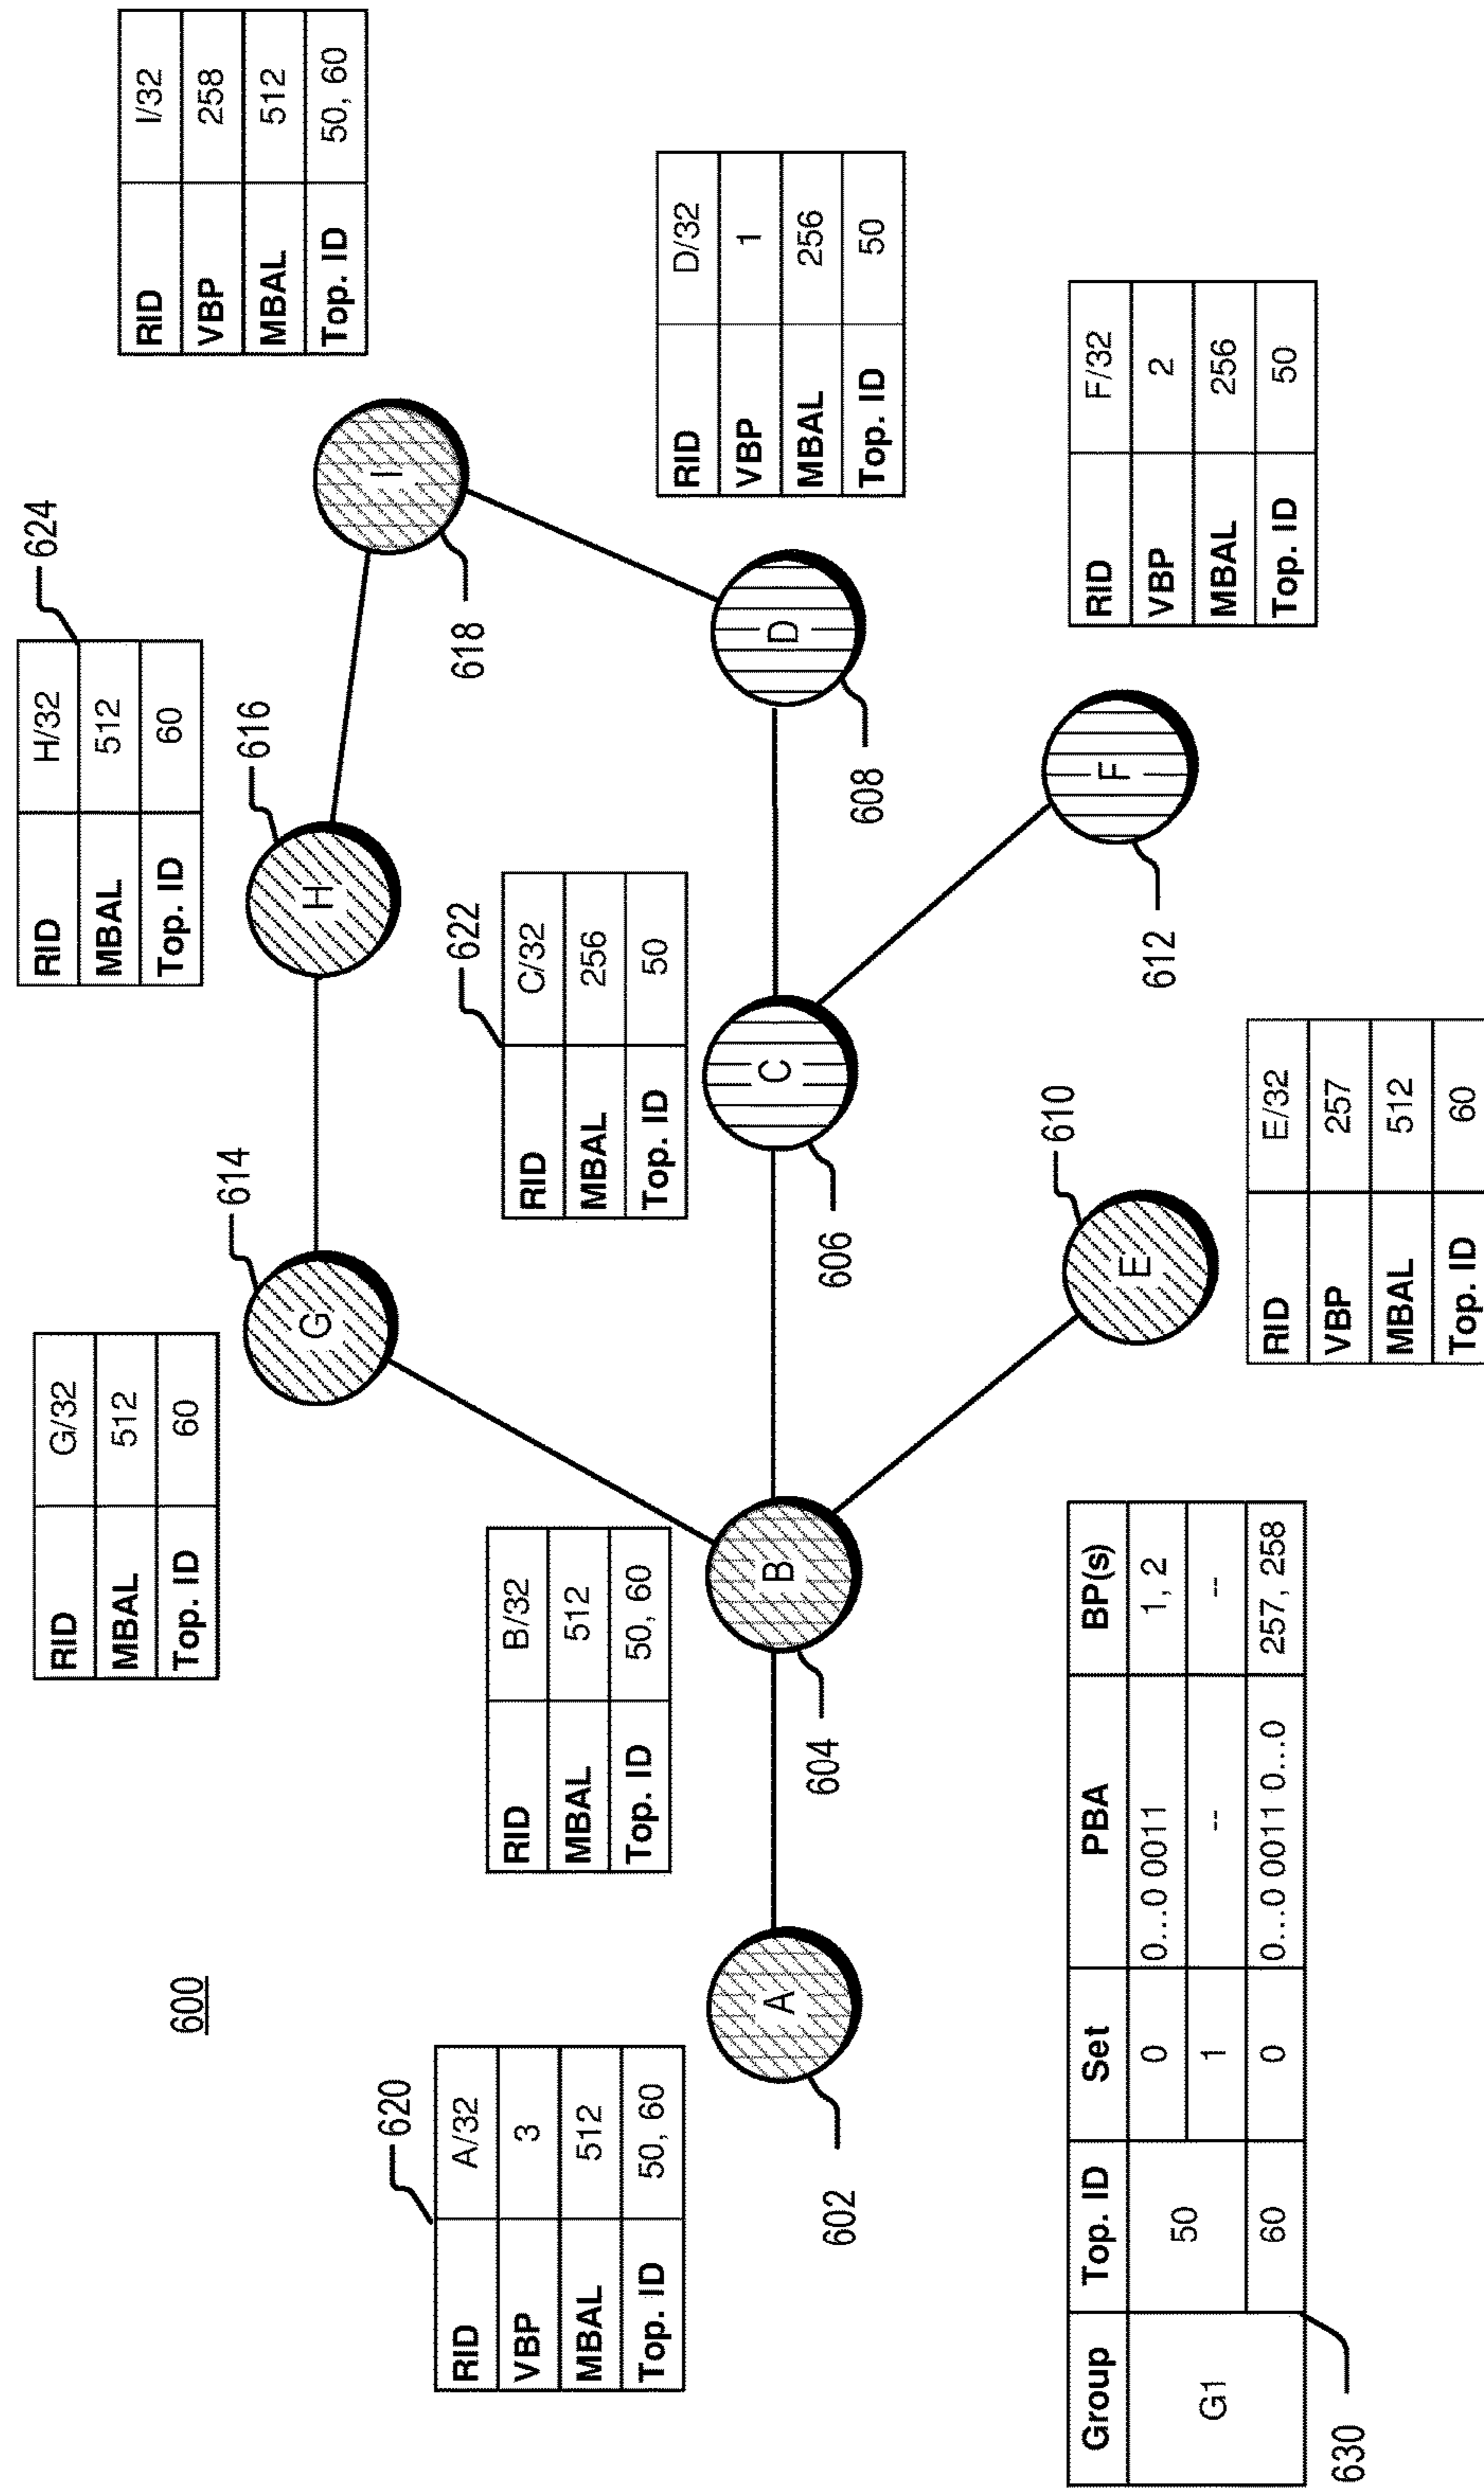 600
624
RID H/32
MBAL 512
Top. ID 60
RID I/32
VBP 258
MBAL 512
Top. ID 50, 60
614
616
RID G/32
MBAL 512
Top. ID 60
G
H
I
618
620
RID A/32
VBP 3
MBAL 512
Top. ID 50, 60
RID B/32
MBAL 512
Top. ID 50, 60
622
RID C/32
MBAL 256
Top. ID 50
RID D/32
VBP 1
MBAL 256
Top. ID 50
A
B
C
D
602
604
606
608
610
E
F
612
RID E/32
VBP 257
MBAL 512
Top. ID 60
RID F/32
VBP 2
MBAL 256
Top. ID 50
Group Top. ID Set PBA BP(s)
G1 50 0 0...0 0011 1, 2
1 -- --
60 0 0...0 0011 0...0 257, 258
630